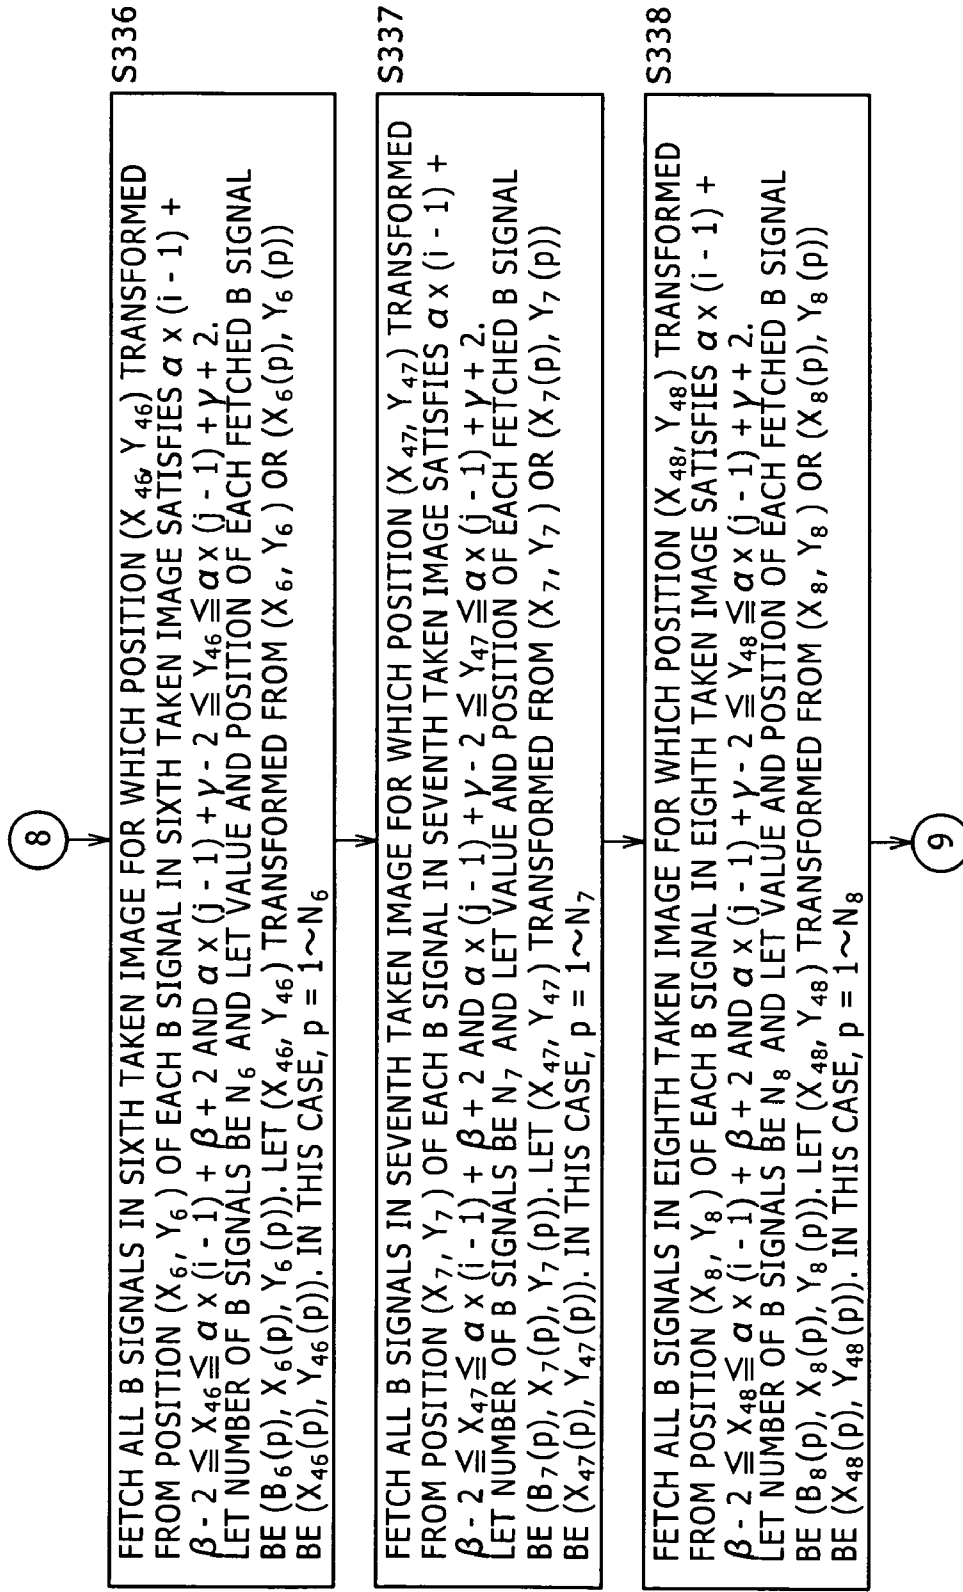 8
S336
FETCH ALL B SIGNALS IN SIXTH TAKEN IMAGE FOR WHICH POSITION (X₄₆, Y₄₆) TRANSFORMED
FROM POSITION (X₆, Y₆) OF EACH B SIGNAL IN SIXTH TAKEN IMAGE SATISFIES α x (i - 1) +
β - 2 ≦ X₄₆ ≦ α x (i - 1) + β + 2 AND α x (j - 1) + γ - 2 ≦ Y₄₆ ≦ α x (j - 1) + γ + 2.
LET NUMBER OF B SIGNALS BE N₆ AND LET VALUE AND POSITION OF EACH FETCHED B SIGNAL
BE (B₆(p), X₆(p), Y₆(p)). LET (X₄₆, Y₄₆) TRANSFORMED FROM (X₆, Y₆) OR (X₆(p), Y₆(p))
BE (X₄₆(p), Y₄₆(p)). IN THIS CASE, p = 1~N₆
S337
FETCH ALL B SIGNALS IN SEVENTH TAKEN IMAGE FOR WHICH POSITION (X₄₇, Y₄₇) TRANSFORMED
FROM POSITION (X₇, Y₇) OF EACH B SIGNAL IN SEVENTH TAKEN IMAGE SATISFIES α x (i - 1) +
β - 2 ≦ X₄₇ ≦ α x (i - 1) + β + 2 AND α x (j - 1) + γ - 2 ≦ Y₄₇ ≦ α x (j - 1) + γ + 2.
LET NUMBER OF B SIGNALS BE N₇ AND LET VALUE AND POSITION OF EACH FETCHED B SIGNAL
BE (B₇(p), X₇(p), Y₇(p)). LET (X₄₇, Y₄₇) TRANSFORMED FROM (X₇, Y₇) OR (X₇(p), Y₇(p))
BE (X₄₇(p), Y₄₇(p)). IN THIS CASE, p = 1~N₇
S338
FETCH ALL B SIGNALS IN EIGHTH TAKEN IMAGE FOR WHICH POSITION (X₄₈, Y₄₈) TRANSFORMED
FROM POSITION (X₈, Y₈) OF EACH B SIGNAL IN EIGHTH TAKEN IMAGE SATISFIES α x (i - 1) +
β - 2 ≦ X₄₈ ≦ α x (i - 1) + β + 2 AND α x (j - 1) + γ - 2 ≦ Y₄₈ ≦ α x (j - 1) + γ + 2.
LET NUMBER OF B SIGNALS BE N₈ AND LET VALUE AND POSITION OF EACH FETCHED B SIGNAL
BE (B₈(p), X₈(p), Y₈(p)). LET (X₄₈, Y₄₈) TRANSFORMED FROM (X₈, Y₈) OR (X₈(p), Y₈(p))
BE (X₄₈(p), Y₄₈(p)). IN THIS CASE, p = 1~N₈
9